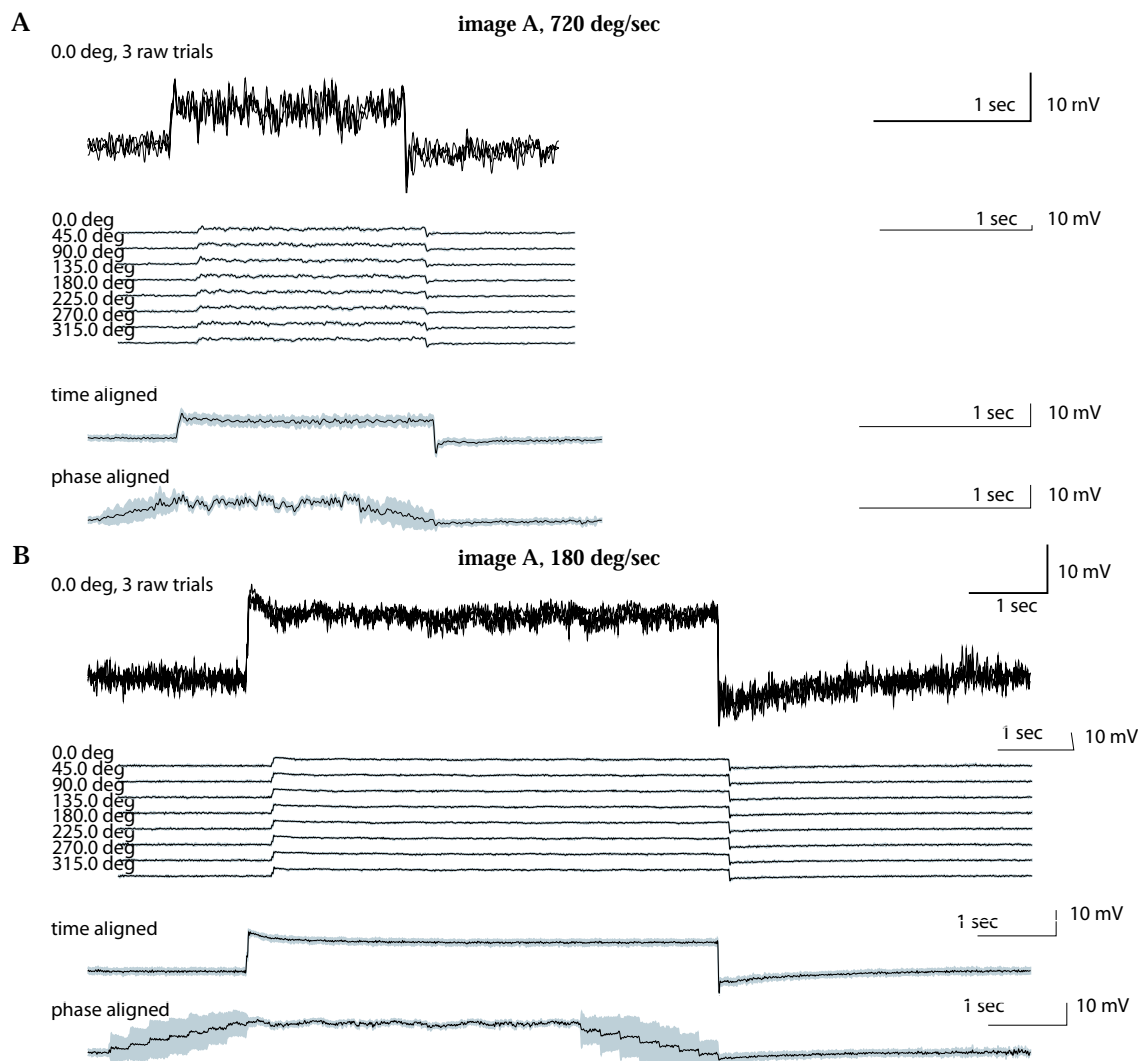 A
image A, 720 deg/sec
0.0 deg, 3 raw trials
1 sec 10 mV
0.0 deg
1 sec 10 mV
45.0 deg
90.0 deg
135.0 deg
180.0 deg
225.0 deg
270.0 deg
315.0 deg
time aligned
1 sec 10 mV
phase aligned
1 sec 10 mV
B
image A, 180 deg/sec
10 mV
0.0 deg, 3 raw trials
1 sec
1 sec 10 mV
0.0 deg
45.0 deg
90.0 deg
135.0 deg
180.0 deg
225.0 deg
270.0 deg
315.0 deg
time aligned
1 sec 10 mV
phase aligned
1 sec 10 mV